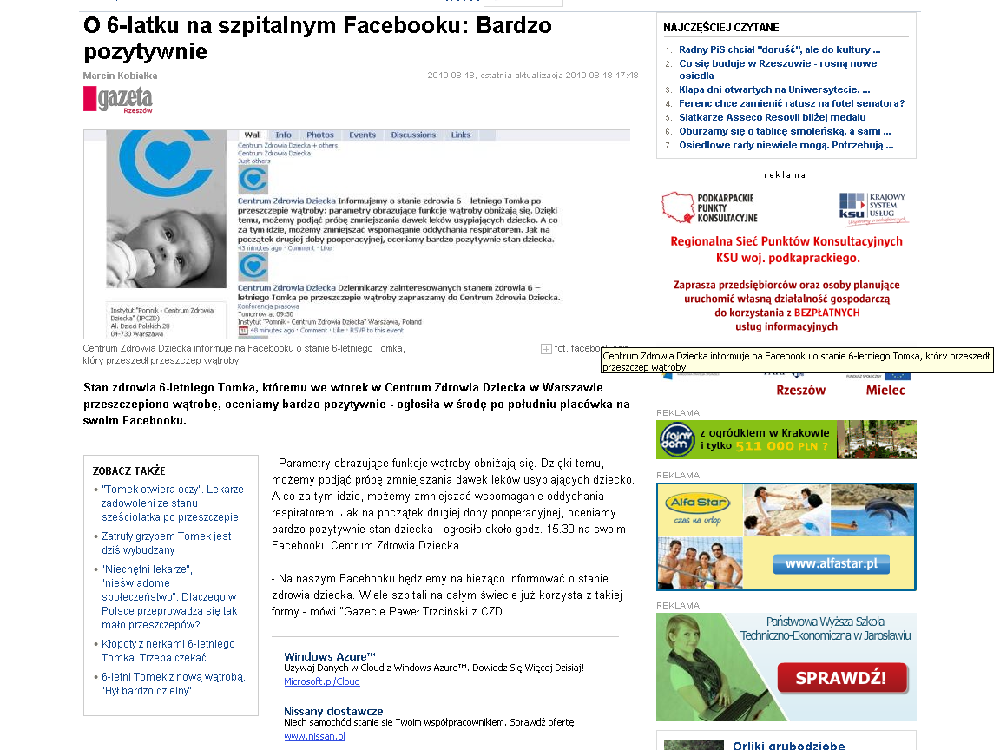 O 6-latku na szpitalnym Facebooku: Bardzo
pozytywnie
Marcin Kobiałka
2010-08-18, ostatnia aktualizacja 2010-08-18 17:48
gazeta
Rzeszów
Wall Info Photos Events Discussions Links
Centrum Zdrowia Dziecka + others
Centrum Zdrowia Dziecka
Just others
Centrum Zdrowia Dziecka Informujemy o stanie zdrowia 6 – letniego Tomka po
przeszczepie wątroby: parametry obrazujące funkcje wątroby obniżają się. Dzięki
temu, możemy podjąć próbę zmniejszania dawek leków usypiających dziecko. A co
za tym idzie, możemy zmniejszać wspomaganie oddychania respiratorem. Jak na
początek drugiej doby pooperacyjnej, oceniamy bardzo pozytywnie stan dziecka.
43 minutes ago · Comment · Like
Centrum Zdrowia Dziecka Dziennikarzy zainteresowanych stanem zdrowia 6 –
letniego Tomka po przeszczepie wątroby zapraszamy do Centrum Zdrowia Dziecka.
Konferencja prasowa
Tomorrow at 09:30
Instytut "Pomnik - Centrum Zdrowia Dziecka" Warszawa, Poland
48 minutes ago · Comment · Like · RSVP to this event
Instytut "Pomnik - Centrum Zdrowia
Dziecka" (IPCZD)
Al. Dzieci Polskich 20
04-730 Warszawa
Centrum Zdrowia Dziecka informuje na Facebooku o stanie 6-letniego Tomka,
który przeszedł przeszczep wątroby
fot. facebook.com
Stan zdrowia 6-letniego Tomka, któremu we wtorek w Centrum Zdrowia Dziecka w Warszawie
przeszczepiono wątrobę, oceniamy bardzo pozytywnie - ogłosiła w środę po południu placówka na
swoim Facebooku.
ZOBACZ TAKŻE
"Tomek otwiera oczy". Lekarze
zadowoleni ze stanu
sześciolatka po przeszczepie
Zatruty grzybem Tomek jest
dziś wybudzany
"Niechętni lekarze",
"nieświadome
społeczeństwo". Dlaczego w
Polsce przeprowadza się tak
mało przeszczepów?
Kłopoty z nerkami 6-letniego
Tomka. Trzeba czekać
6-letni Tomek z nową wątrobą.
"Był bardzo dzielny"
- Parametry obrazujące funkcje wątroby obniżają się. Dzięki temu,
możemy podjąć próbę zmniejszania dawek leków usypiających dziecko.
A co za tym idzie, możemy zmniejszać wspomaganie oddychania
respiratorem. Jak na początek drugiej doby pooperacyjnej, oceniamy
bardzo pozytywnie stan dziecka - ogłosiło około godz. 15.30 na swoim
Facebooku Centrum Zdrowia Dziecka.
- Na naszym Facebooku będziemy na bieżąco informować o stanie
zdrowia dziecka. Wiele szpitali na całym świecie już korzysta z takiej
formy - mówi "Gazecie Paweł Trzciński z CZD.
Windows Azure™
Używaj Danych w Cloud z Windows Azure™. Dowiedz Się Więcej Dzisiaj!
Microsoft.pl/Cloud
Nissany dostawcze
Niech samochód stanie się Twoim współpracownikiem. Sprawdź ofertę!
www.nissan.pl
NAJCZĘŚCIEJ CZYTANE
1. Radny PiS chciał "doruść", ale do kultury ...
2. Co się buduje w Rzeszowie - rosną nowe
osiedla
3. Klapa dni otwartych na Uniwersytecie. ...
4. Ferenc chce zamienić ratusz na fotel senatora?
5. Siatkarze Asseco Resovii bliżej medalu
6. Oburzamy się o tablicę smoleńską, a sami ...
7. Osiedlowe rady niewiele mogą. Potrzebują ...
reklama
PODKARPACKIE
PUNKTY
KONSULTACYJNE
ksu
KRAJOWY
SYSTEM
USŁUG
Wspieramy przedsiębiorców
Regionalna Sieć Punktów Konsultacyjnych
KSU woj. podkaprackiego.
Zaprasza przedsiębiorców oraz osoby planujące
uruchomić własną działalność gospodarczą
do korzystania z BEZPŁATNYCH
usług informacyjnych
Centrum Zdrowia Dziecka informuje na Facebooku o stanie 6-letniego Tomka, który przeszedł
przeszczep wątroby
Rzeszów Mielec
REKLAMA
rajny dom
z ogródkiem w Krakowie
i tylko 511 000 PLN ?
REKLAMA
Alfa Star
czas na urlop
www.alfastar.pl
REKLAMA
Państwowa Wyższa Szkoła
Techniczno-Ekonomiczna w Jarosławiu
SPRAWDŹ!
Orliki grubodziobe